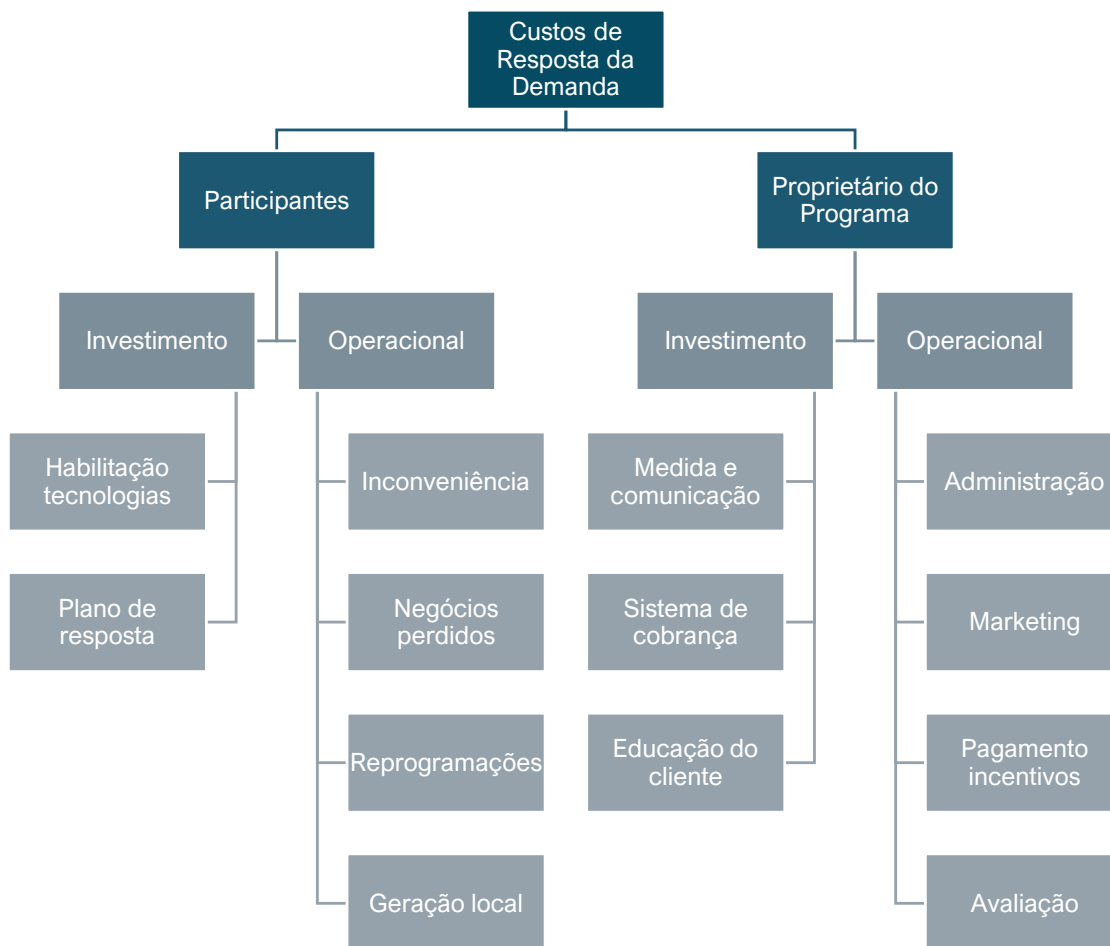 Custos de
Resposta da
Demanda
Participantes
Proprietário do
Programa
Investimento
Operacional
Investimento
Operacional
Habilitação
tecnologias
Inconveniência
Medida e
comunicação
Administração
Plano de
resposta
Negócios
perdidos
Sistema de
cobrança
Marketing
Reprogramações
Educação do
cliente
Pagamento
incentivos
Geração local
Avaliação